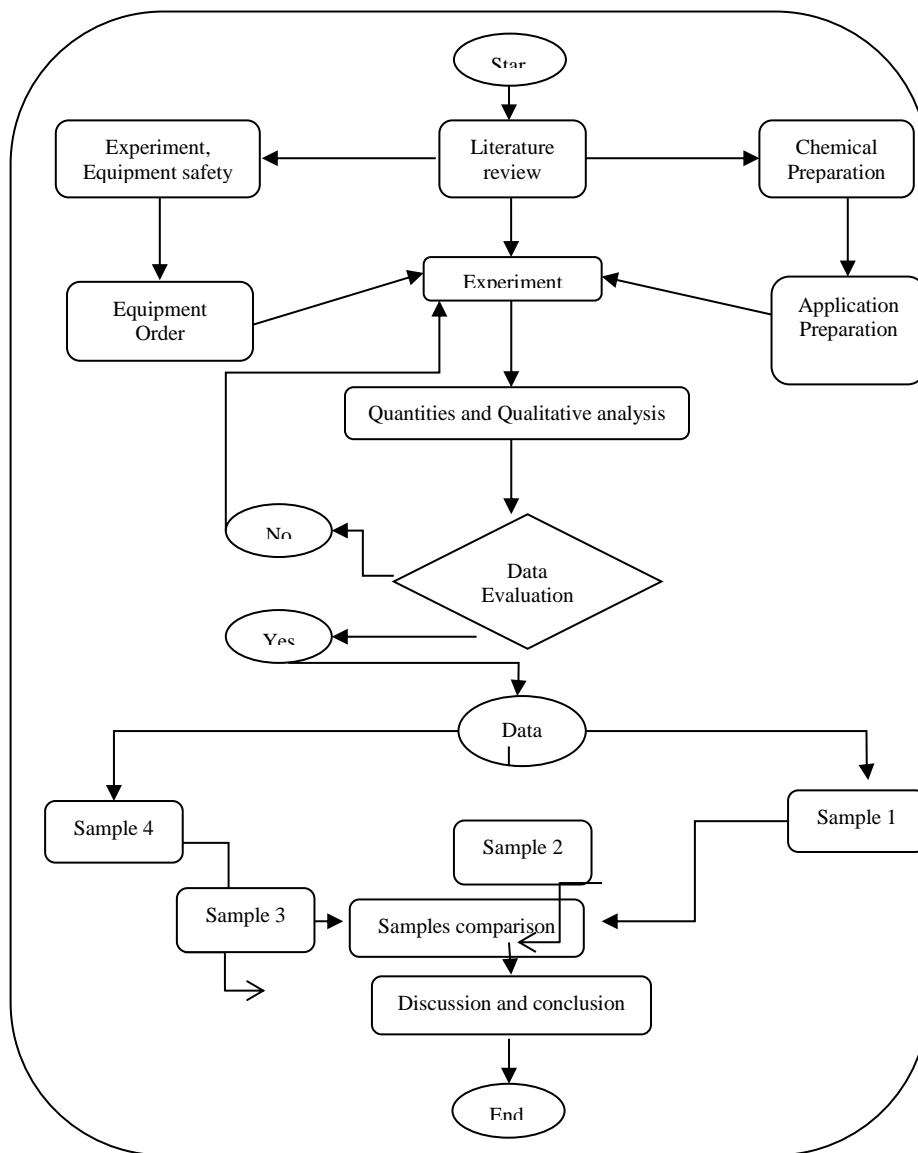 Star
Experiment,
Equipment safety
Literature
review
Chemical
Preparation
Equipment
Order
Experiment
Application
Preparation
Quantities and Qualitative analysis
No
Data
Evaluation
Yes
Data
Sample 4
Sample 2
Sample 1
Sample 3
Samples comparison
Discussion and conclusion
End